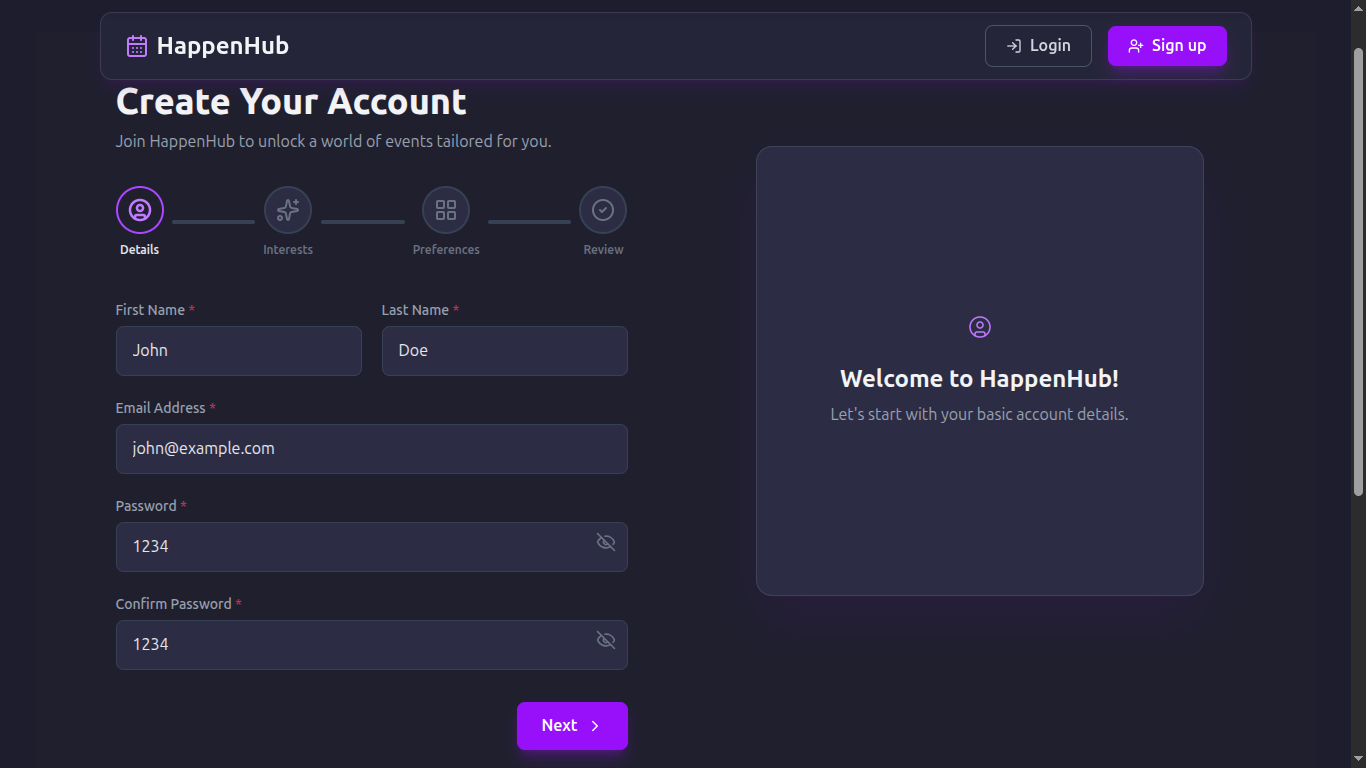 HappenHub
Login
Sign up
Create Your Account
Join HappenHub to unlock a world of events tailored for you.
Details
Interests
Preferences
Review
First Name *
Last Name *
John
Doe
Email Address *
john@example.com
Password *
1234
Confirm Password *
1234
Next
Welcome to HappenHub!
Let's start with your basic account details.